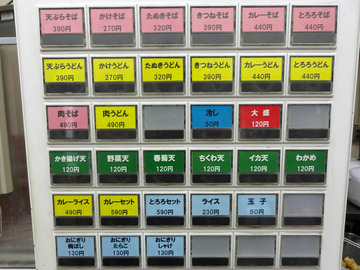 天ぷらそば
390円
かけそば
270円
たぬきそば
320円
きつねそば
390円
カレーそば
440円
とろろそば
440円
天ぷらうどん
390円
かけうどん
270円
たぬきうどん
320円
きつねうどん
390円
カレーうどん
440円
とろろうどん
440円
肉そば
490円
肉うどん
490円
冷し
50円
大盛
120円
かき揚げ天
120円
野菜天
120円
春菊天
120円
ちくわ天
120円
イカ天
120円
わかめ
120円
カレーライス
490円
カレーセット
590円
とろろセット
590円
ライス
230円
玉子
50円
おにぎり
梅ぼし
130円
おにぎり
たらこ
130円
おにぎり
しゃけ
130円